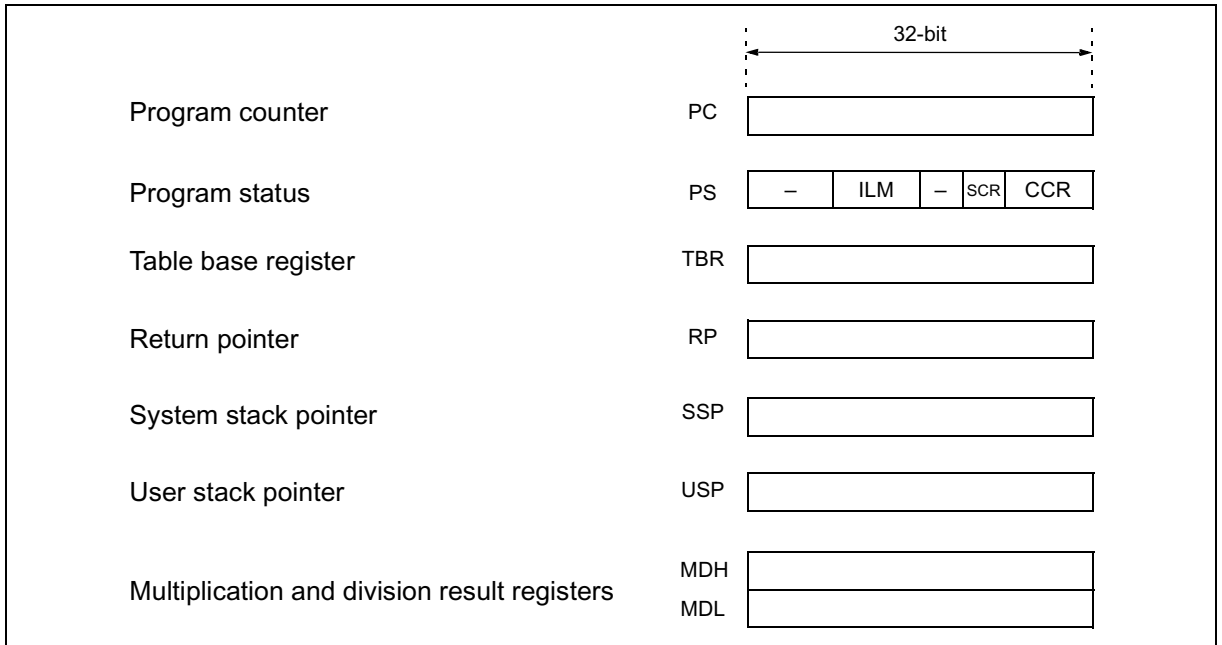 32-bit
Program counter PC
Program status PS – ILM – SCR CCR
Table base register TBR
Return pointer RP
System stack pointer SSP
User stack pointer USP
MDH
Multiplication and division result registers
MDL